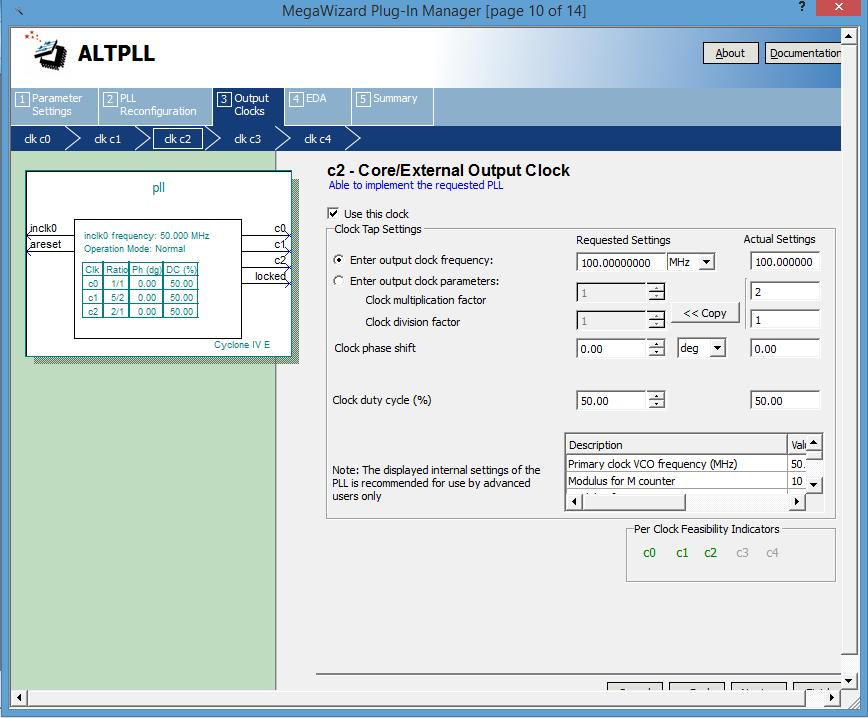 MegaWizard Plug-In Manager [page 10 of 14]
?
ALTPLL
About
Documentation
1 Parameter Settings
2 PLL Reconfiguration
3 Output Clocks
4 EDA
5 Summary
clk c0
clk c1
clk c2
clk c3
clk c4
pll
inclk0
areset
inclk0 frequency: 50.000 MHz
Operation Mode: Normal
Clk Ratio Ph (dg) DC (%)
c0 1/1 0.00 50.00
c1 5/2 0.00 50.00
c2 2/1 0.00 50.00
c0
c1
c2
locked
Cyclone IV E
c2 - Core/External Output Clock
Able to implement the requested PLL
Use this clock
Clock Tap Settings
Requested Settings
Actual Settings
Enter output clock frequency:
100.00000000
MHz
100.000000
Enter output clock parameters:
Clock multiplication factor
1
2
<< Copy
Clock division factor
1
1
Clock phase shift
0.00
deg
0.00
Clock duty cycle (%)
50.00
50.00
Note: The displayed internal settings of the
PLL is recommended for use by advanced
users only
Description
Primary clock VCO frequency (MHz) 50.
Modulus for M counter 10
Per Clock Feasibility Indicators
c0 c1 c2 c3 c4